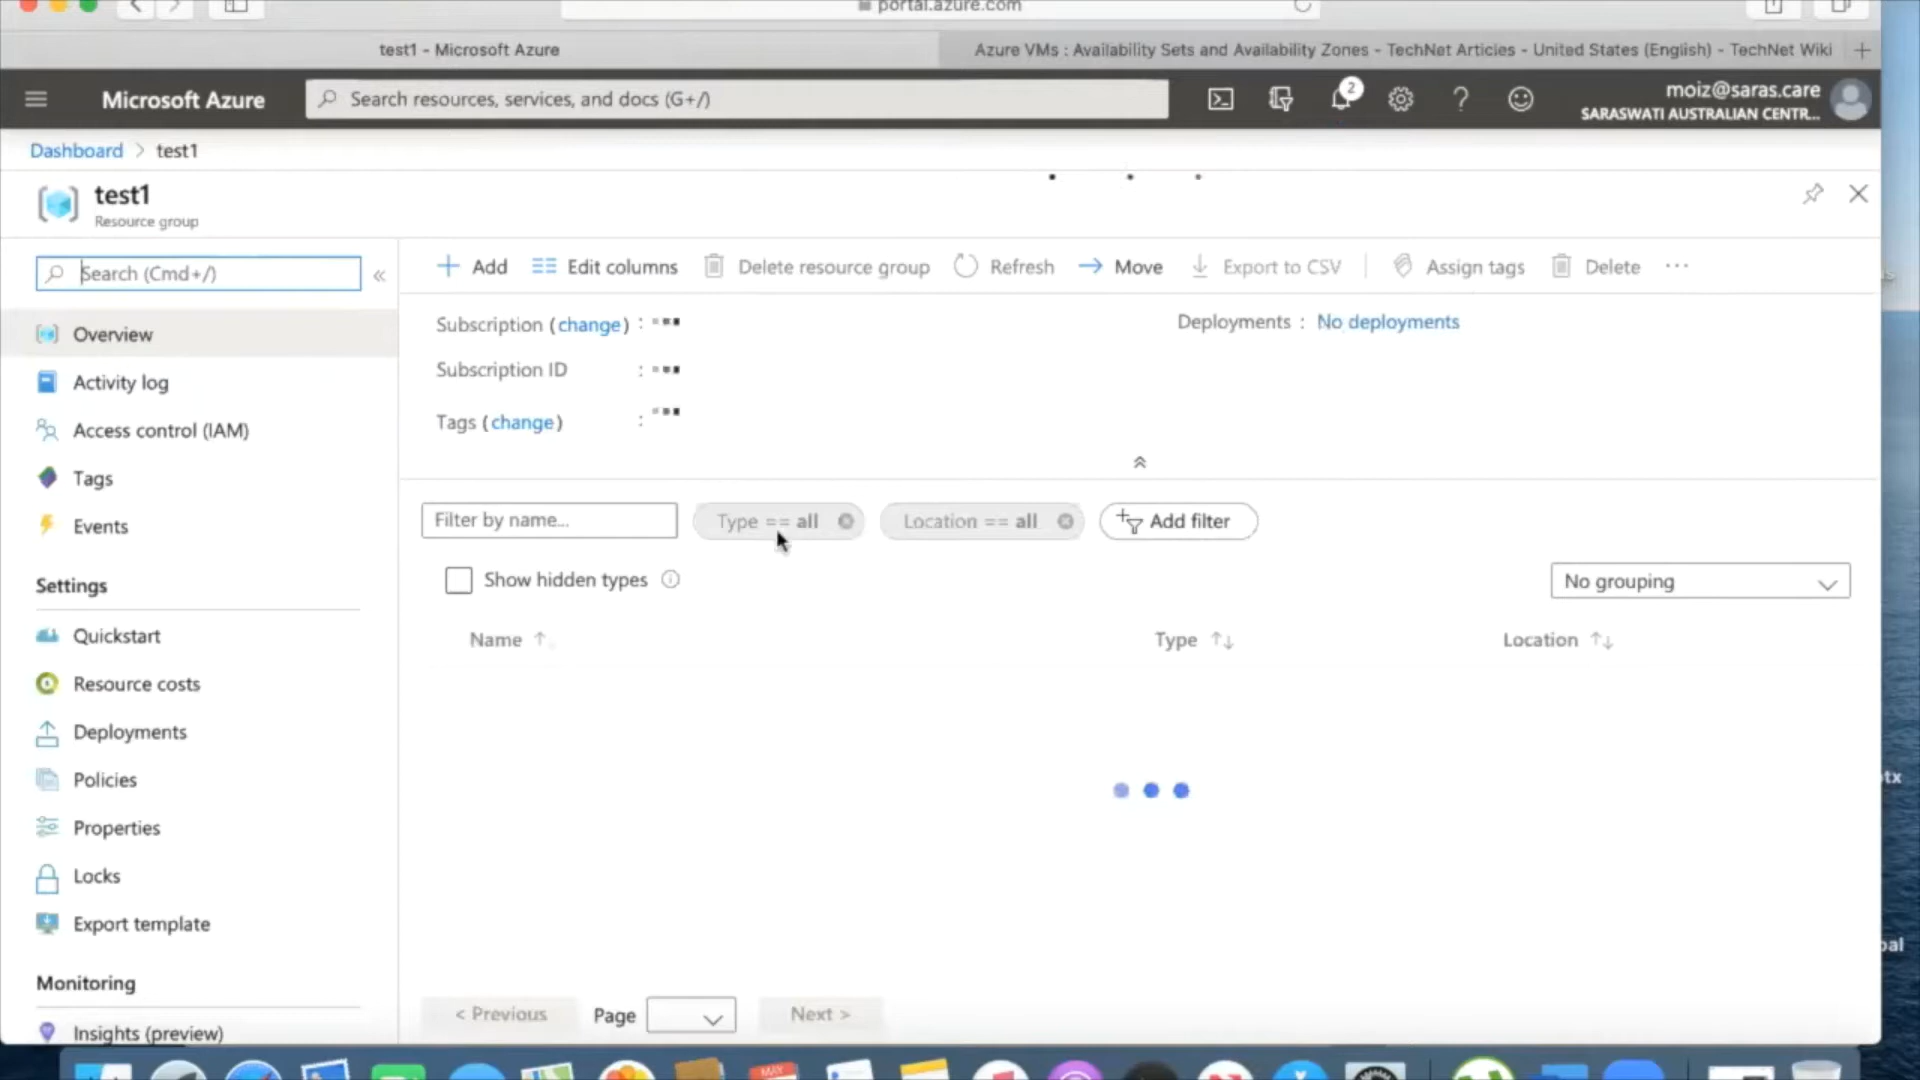 portal.azure.com
test1 - Microsoft Azure
Azure VMs : Availability Sets and Availability Zones - TechNet Articles - United States (English) - TechNet Wiki
Microsoft Azure
Search resources, services, and docs (G+/)
2
moiz@saras.care
SARASWATI AUSTRALIAN CENTR...
Dashboard > test1
test1
Resource group
Search (Cmd+/)
«
Add
Edit columns
Delete resource group
Refresh
Move
Export to CSV
Assign tags
Delete
...
Overview
Activity log
Access control (IAM)
Tags
Events
Settings
Quickstart
Resource costs
Deployments
Policies
Properties
Locks
Export template
Monitoring
Insights (preview)
Subscription (change) :
Subscription ID :
Tags (change) :
Deployments : No deployments
Filter by name...
Type == all
Location == all
Add filter
Show hidden types
No grouping
Name
Type
Location
< Previous
Page
Next >
MAY